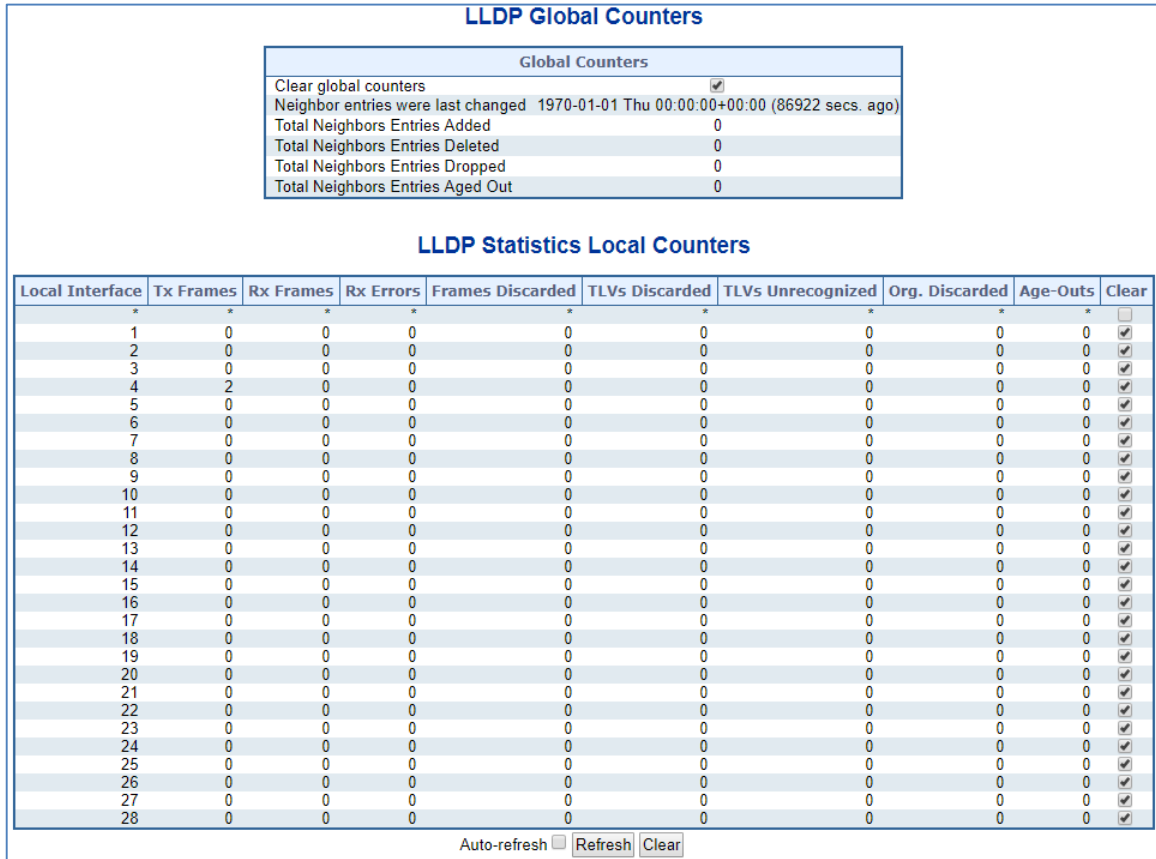 LLDP Global Counters
Global Counters
Clear global counters
Neighbor entries were last changed 1970-01-01 Thu 00:00:00+00:00 (86922 secs. ago)
Total Neighbors Entries Added 0
Total Neighbors Entries Deleted 0
Total Neighbors Entries Dropped 0
Total Neighbors Entries Aged Out 0
LLDP Statistics Local Counters
Local Interface Tx Frames Rx Frames Rx Errors Frames Discarded TLVs Discarded TLVs Unrecognized Org. Discarded Age-Outs Clear
* * * * * * * * *
1 0 0 0 0 0 0 0 0
2 0 0 0 0 0 0 0 0
3 0 0 0 0 0 0 0 0
4 2 0 0 0 0 0 0 0
5 0 0 0 0 0 0 0 0
6 0 0 0 0 0 0 0 0
7 0 0 0 0 0 0 0 0
8 0 0 0 0 0 0 0 0
9 0 0 0 0 0 0 0 0
10 0 0 0 0 0 0 0 0
11 0 0 0 0 0 0 0 0
12 0 0 0 0 0 0 0 0
13 0 0 0 0 0 0 0 0
14 0 0 0 0 0 0 0 0
15 0 0 0 0 0 0 0 0
16 0 0 0 0 0 0 0 0
17 0 0 0 0 0 0 0 0
18 0 0 0 0 0 0 0 0
19 0 0 0 0 0 0 0 0
20 0 0 0 0 0 0 0 0
21 0 0 0 0 0 0 0 0
22 0 0 0 0 0 0 0 0
23 0 0 0 0 0 0 0 0
24 0 0 0 0 0 0 0 0
25 0 0 0 0 0 0 0 0
26 0 0 0 0 0 0 0 0
27 0 0 0 0 0 0 0 0
28 0 0 0 0 0 0 0 0
Auto-refresh Refresh Clear